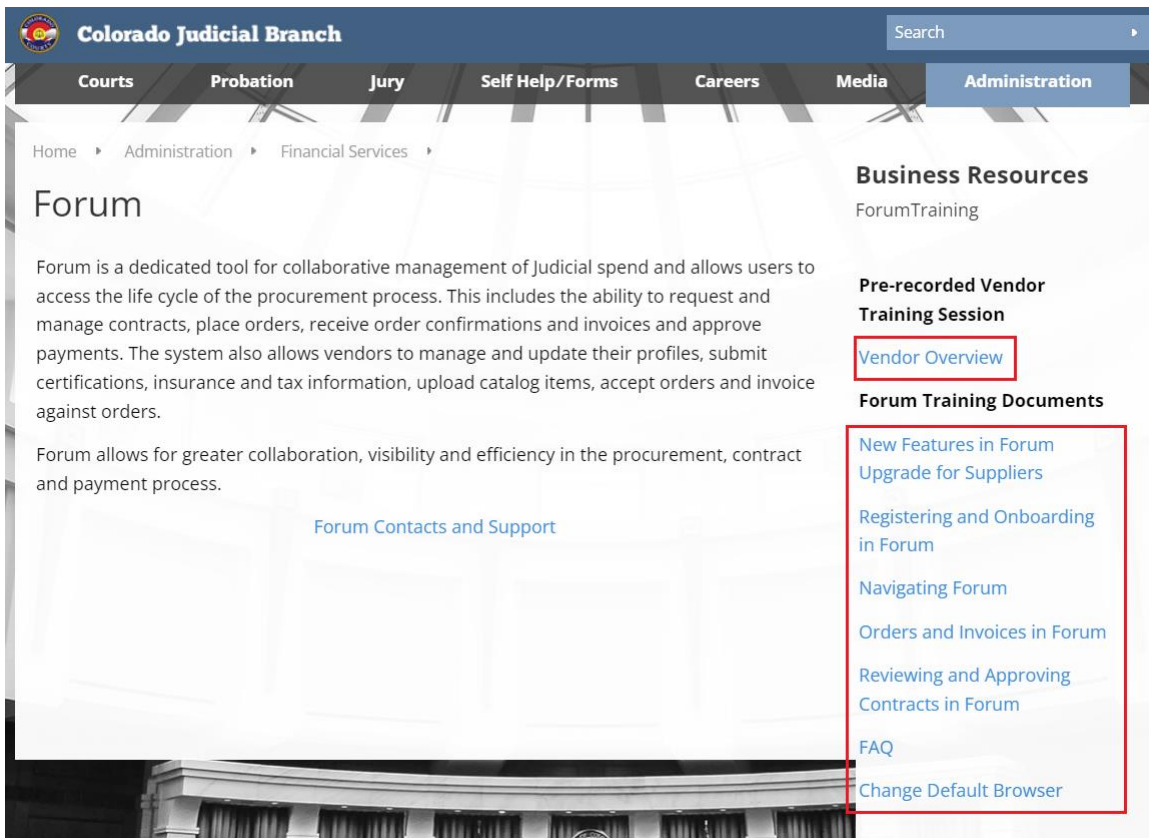 Colorado Judicial Branch
Search
Courts Probation Jury Self Help/Forms Careers Media Administration
Home Administration Financial Services
Forum
Forum is a dedicated tool for collaborative management of Judicial spend and allows users to
access the life cycle of the procurement process. This includes the ability to request and
manage contracts, place orders, receive order confirmations and invoices and approve
payments. The system also allows vendors to manage and update their profiles, submit
certifications, insurance and tax information, upload catalog items, accept orders and invoice
against orders.
Forum allows for greater collaboration, visibility and efficiency in the procurement, contract
and payment process.
Forum Contacts and Support
Business Resources
ForumTraining
Pre-recorded Vendor
Training Session
Vendor Overview
Forum Training Documents
New Features in Forum
Upgrade for Suppliers
Registering and Onboarding
in Forum
Navigating Forum
Orders and Invoices in Forum
Reviewing and Approving
Contracts in Forum
FAQ
Change Default Browser